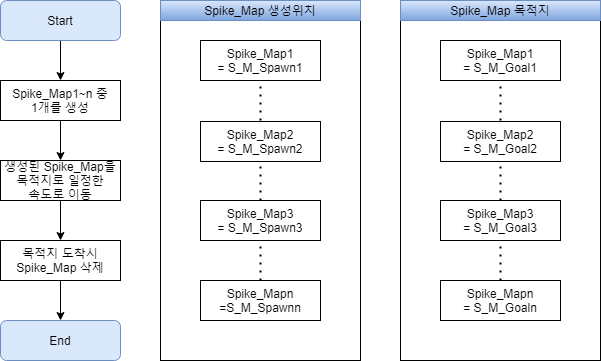 Start
Spike_Map1~n 중
1개를 생성
생성된 Spike_Map을
목적지로 일정한
속도로 이동
목적지 도착시
Spike_Map 삭제
End
Spike_Map 생성위치
Spike_Map1
= S_M_Spawn1
Spike_Map2
= S_M_Spawn2
Spike_Map3
= S_M_Spawn3
Spike_Mapn
=S_M_Spawnn
Spike_Map 목적지
Spike_Map1
= S_M_Goal1
Spike_Map2
= S_M_Goal2
Spike_Map3
= S_M_Goal3
Spike_Mapn
= S_M_Goaln